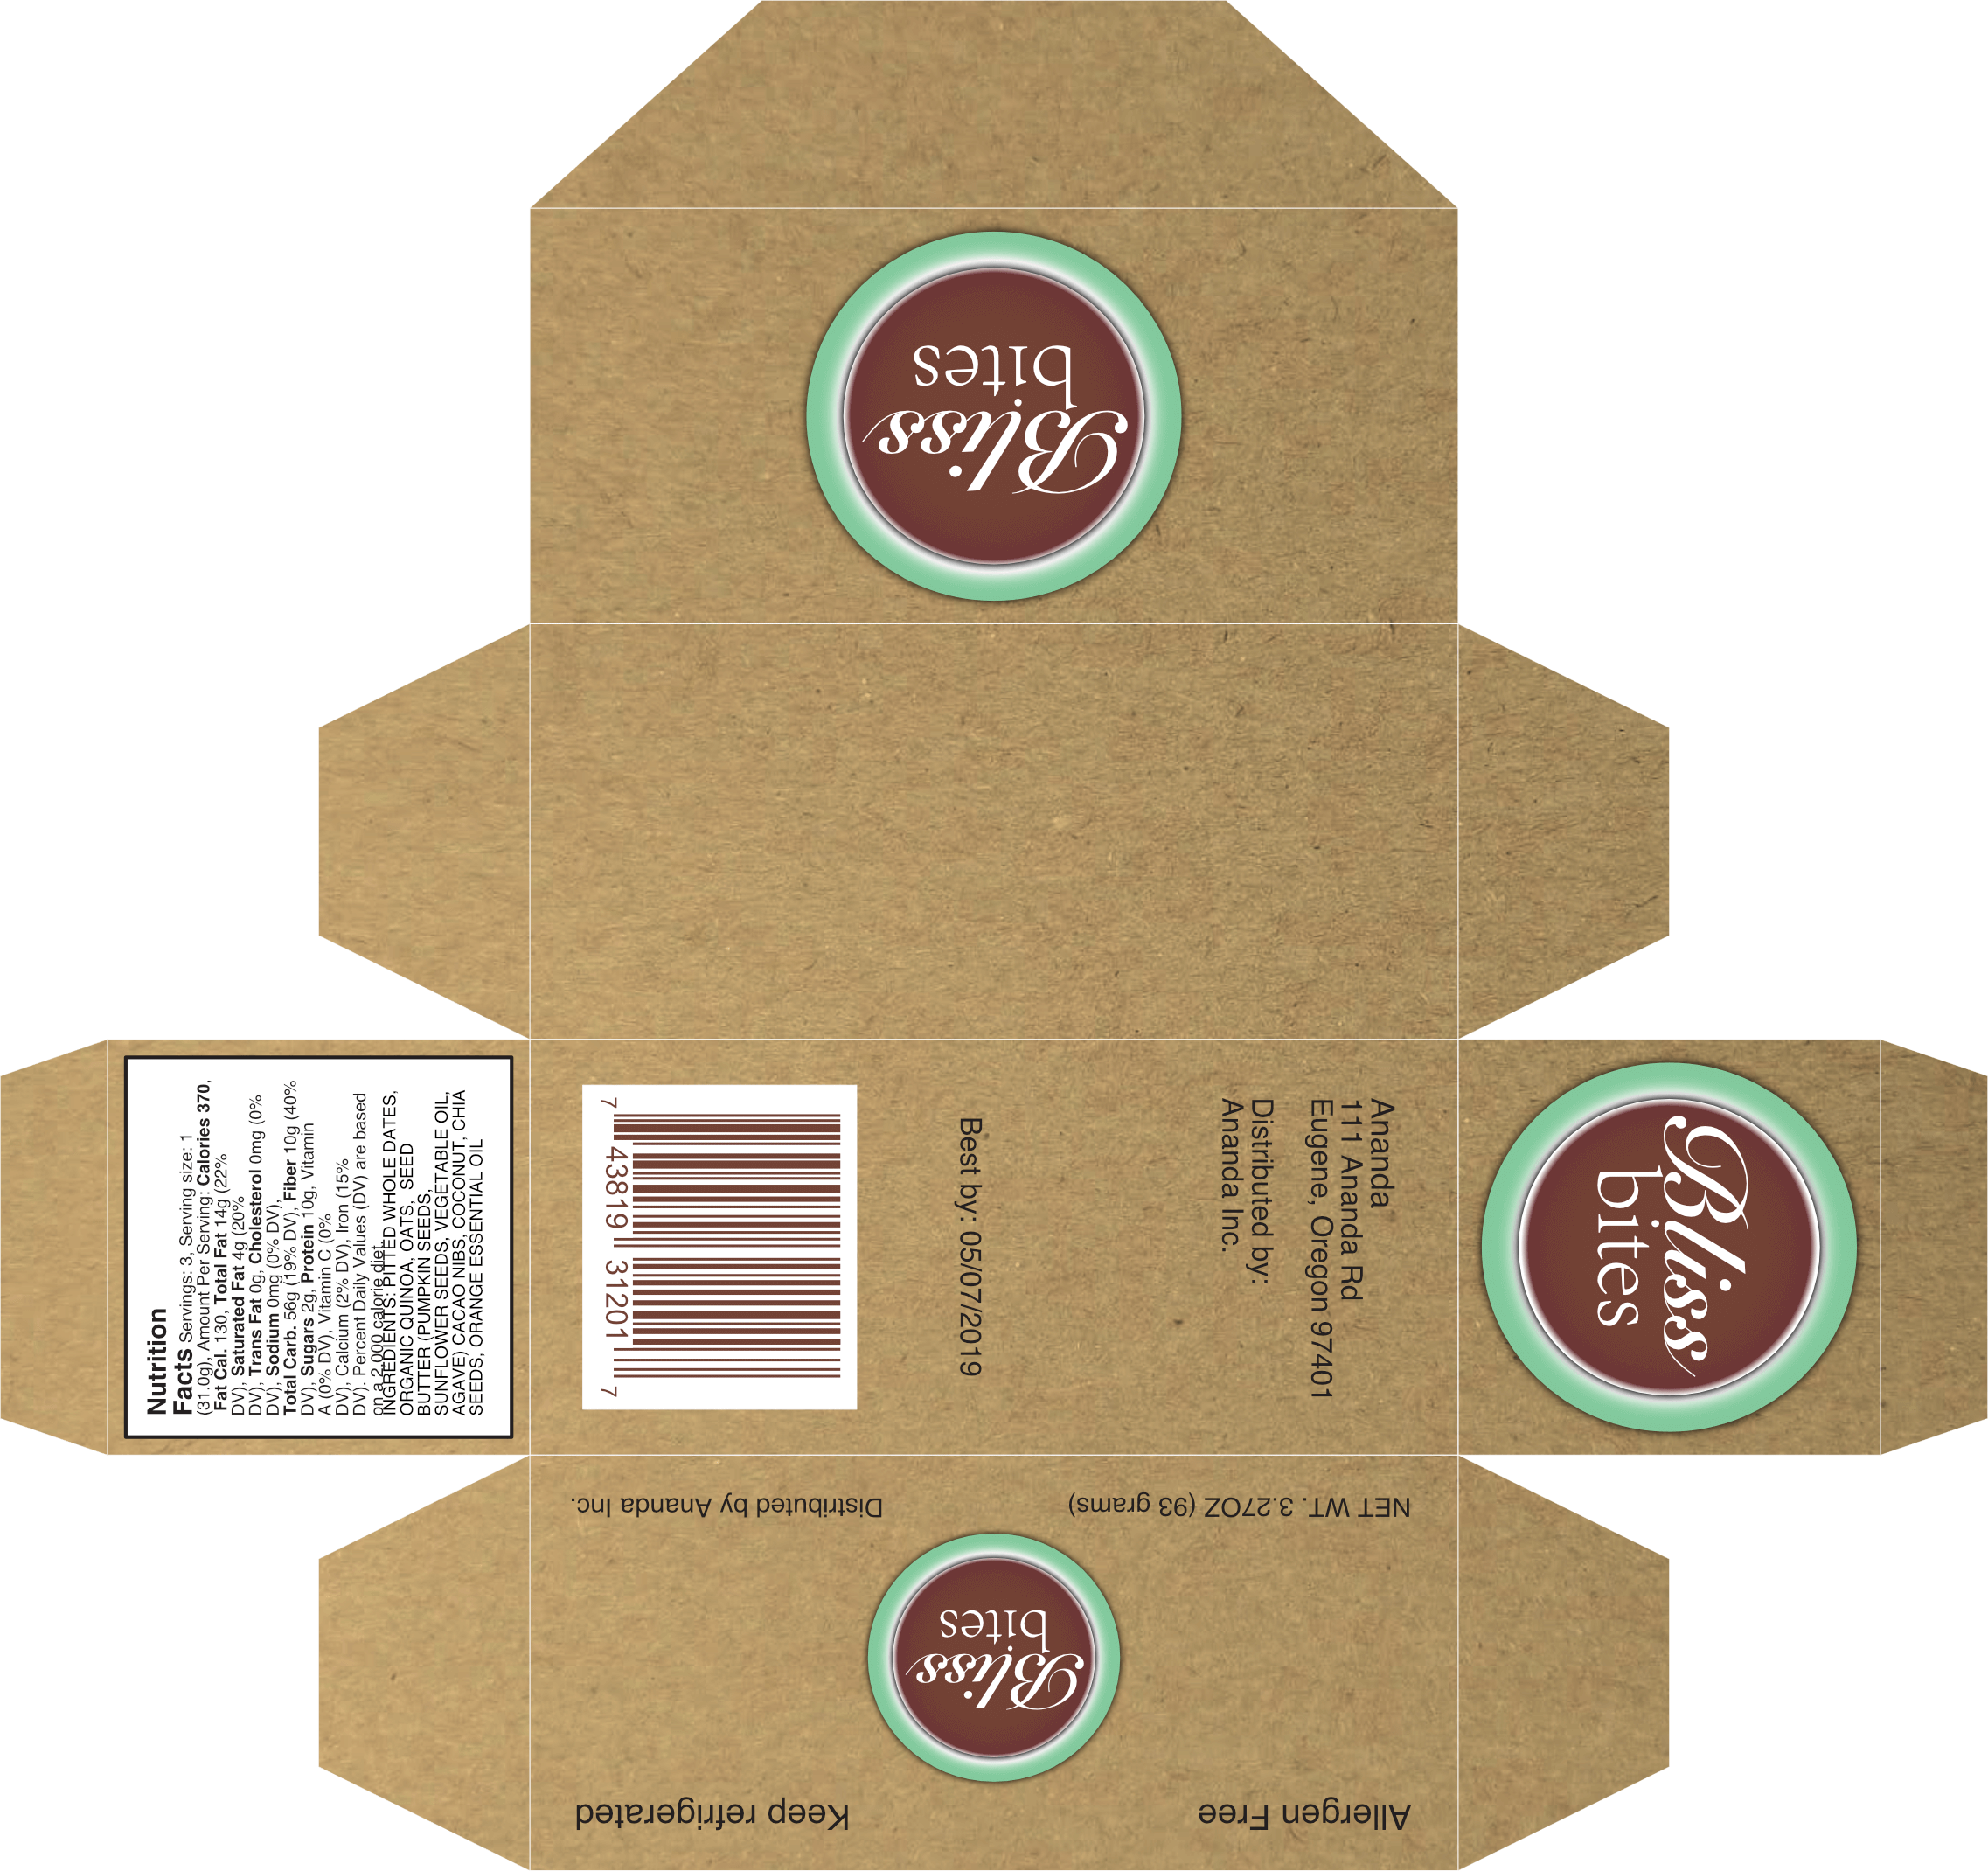 Bliss
bites
Nutrition
Facts Servings: 3, Serving size: 1
(31.0g), Amount Per Serving: Calories 370,
Fat Cal. 130, Total Fat 14g (22%
DV), Saturated Fat 4g (20%
DV), Trans Fat 0g, Cholesterol 0mg (0%
DV), Sodium 0mg (0% DV),
Total Carb. 56g (19% DV), Fiber 10g (40%
DV), Sugars 2g, Protein 10g, Vitamin
A (0% DV), Vitamin C (0%
DV), Calcium (2% DV), Iron (15%
DV). Percent Daily Values (DV) are based
on a 2,000 calorie diet.
INGREDIENTS: PITTED WHOLE DATES,
ORGANIC QUINOA, OATS, SEED
BUTTER (PUMPKIN SEEDS,
SUNFLOWER SEEDS, VEGETABLE OIL,
AGAVE) CACAO NIBS, COCONUT, CHIA
SEEDS, ORANGE ESSENTIAL OIL
7 43819 31201 7
Best by: 05/07/2019
Ananda
111 Ananda Rd
Eugene, Oregon 97401
Distributed by:
Ananda Inc.
Bliss
bites
Allergen Free
Keep refrigerated
Bliss
bites
NET WT. 3.27OZ (93 grams)
Distributed by Ananda Inc.